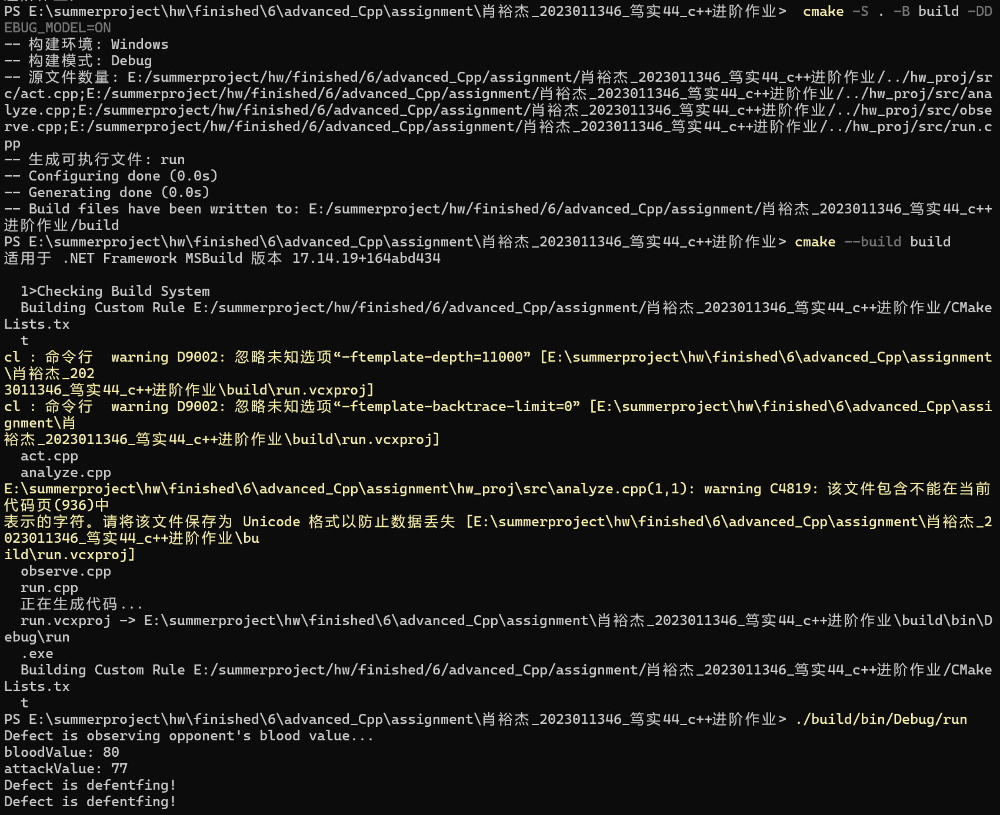 PS E:\summerproject\hw\finished\6\advanced_Cpp\assignment\肖裕杰_2023011346_笃实44_c++进阶作业>  cmake -S . -B build -DD
EBUG_MODEL=ON
-- 构建环境: Windows
-- 构建模式: Debug
-- 源文件数量: E:/summerproject/hw/finished/6/advanced_Cpp/assignment/肖裕杰_2023011346_笃实44_c++进阶作业/../hw_proj/sr
c/act.cpp;E:/summerproject/hw/finished/6/advanced_Cpp/assignment/肖裕杰_2023011346_笃实44_c++进阶作业/../hw_proj/src/ana
lyze.cpp;E:/summerproject/hw/finished/6/advanced_Cpp/assignment/肖裕杰_2023011346_笃实44_c++进阶作业/../hw_proj/src/obse
rve.cpp;E:/summerproject/hw/finished/6/advanced_Cpp/assignment/肖裕杰_2023011346_笃实44_c++进阶作业/../hw_proj/src/run.c
pp
-- 生成可执行文件: run
-- Configuring done (0.0s)
-- Generating done (0.0s)
-- Build files have been written to: E:/summerproject/hw/finished/6/advanced_Cpp/assignment/肖裕杰_2023011346_笃实44_c++
进阶作业/build
PS E:\summerproject\hw\finished\6\advanced_Cpp\assignment\肖裕杰_2023011346_笃实44_c++进阶作业> cmake --build build
适用于 .NET Framework MSBuild 版本 17.14.19+164abd434
  1>Checking Build System
  Building Custom Rule E:/summerproject/hw/finished/6/advanced_Cpp/assignment/肖裕杰_2023011346_笃实44_c++进阶作业/CMake
Lists.tx
  t
cl : 命令行  warning D9002: 忽略未知选项“-ftemplate-depth=11000” [E:\summerproject\hw\finished\6\advanced_Cpp\assignment
\肖裕杰_202
3011346_笃实44_c++进阶作业\build\run.vcxproj]
cl : 命令行  warning D9002: 忽略未知选项“-ftemplate-backtrace-limit=0” [E:\summerproject\hw\finished\6\advanced_Cpp\assi
gnment\肖
裕杰_2023011346_笃实44_c++进阶作业\build\run.vcxproj]
  act.cpp
  analyze.cpp
E:\summerproject\hw\finished\6\advanced_Cpp\assignment\hw_proj\src\analyze.cpp(1,1): warning C4819: 该文件包含不能在当前
代码页(936)中
表示的字符。请将该文件保存为 Unicode 格式以防止数据丢失 [E:\summerproject\hw\finished\6\advanced_Cpp\assignment\肖裕杰_2
023011346_笃实44_c++进阶作业\bu
ild\run.vcxproj]
  observe.cpp
  run.cpp
  正在生成代码...
  run.vcxproj -> E:\summerproject\hw\finished\6\advanced_Cpp\assignment\肖裕杰_2023011346_笃实44_c++进阶作业\build\bin\D
ebug\run
  .exe
  Building Custom Rule E:/summerproject/hw/finished/6/advanced_Cpp/assignment/肖裕杰_2023011346_笃实44_c++进阶作业/CMake
Lists.tx
  t
PS E:\summerproject\hw\finished\6\advanced_Cpp\assignment\肖裕杰_2023011346_笃实44_c++进阶作业> ./build/bin/Debug/run
Defect is observing opponent's blood value...
bloodValue: 80
attackValue: 77
Defect is defentfing!
Defect is defentfing!